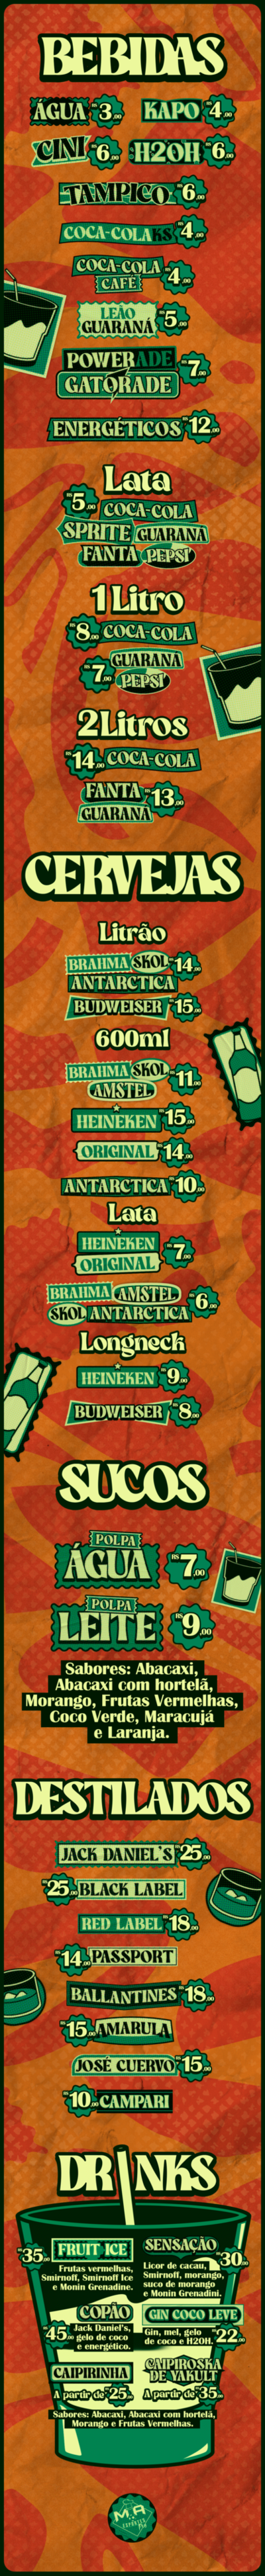 BEBIDAS
ÁGUA R$3,00 KAPO R$4,00
CINI R$6,00 H2OH R$6,00
TAMPICO R$6,00
COCA-COLA KS R$4,00
COCA-COLA
CAFÉ R$4,00
LEÃO
GUARANÁ R$5,00
POWERADE
GATORADE R$7,00
ENERGÉTICOS R$12,00
Lata
R$5,00 COCA-COLA
SPRITE GUARANA
FANTA PEPSI
1 Litro
R$8,00 COCA-COLA
R$7,00 GUARANA
PEPSI
2 Litros
R$14,00 COCA-COLA
FANTA
GUARANA R$13,00
CERVEJAS
Litrão
BRAHMA SKOL R$14,00
ANTARCTICA
BUDWEISER R$15,00
600ml
BRAHMA SKOL
AMSTEL R$11,00
HEINEKEN R$15,00
ORIGINAL R$14,00
ANTARCTICA R$10,00
Lata
HEINEKEN
ORIGINAL R$7,00
BRAHMA AMSTEL
SKOL ANTARCTICA R$6,00
Longneck
HEINEKEN R$9,00
BUDWEISER R$8,00
SUCOS
POLPA
ÁGUA R$7,00
POLPA
LEITE R$9,00
Sabores: Abacaxi,
Abacaxi com hortelã,
Morango, Frutas Vermelhas,
Coco Verde, Maracujá
e Laranja.
DESTILADOS
JACK DANIEL'S R$25,00
R$25,00 BLACK LABEL
RED LABEL R$18,00
R$14,00 PASSPORT
BALLANTINES R$18,00
R$15,00 AMARULA
JOSÉ CUERVO R$15,00
R$10,00 CAMPARI
DRINKS
R$35,00 FRUIT ICE
Frutas vermelhas,
Smirnoff, Smirnoff Ice
e Monin Grenadine.
SENSAÇÃO R$30,00
Licor de cacau,
Smirnoff, morango,
suco de morango
e Monin Grenadini.
COPÃO
R$45,00 Jack Daniel's,
gelo de coco
e energético.
GIN COCO LEVE
Gin, mel, gelo
de coco e H2OH. R$22,00
CAIPIRINHA
A partir de R$25,00
CAIPIROSKA
DE YAKULT
A partir de R$35,00
Sabores: Abacaxi, Abacaxi com hortelã,
Morango e Frutas Vermelhas.
M.A